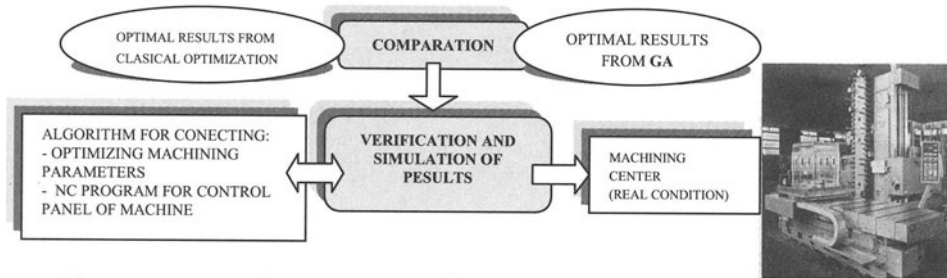 OPTIMAL RESULTS FROM
CLASICAL OPTIMIZATION
COMPARATION
OPTIMAL RESULTS
FROM GA
ALGORITHM FOR CONECTING:
- OPTIMIZING MACHINING
PARAMETERS
- NC PROGRAM FOR CONTROL
PANEL OF MACHINE
VERIFICATION AND
SIMULATION OF
PESULTS
MACHINING
CENTER
(REAL CONDITION)